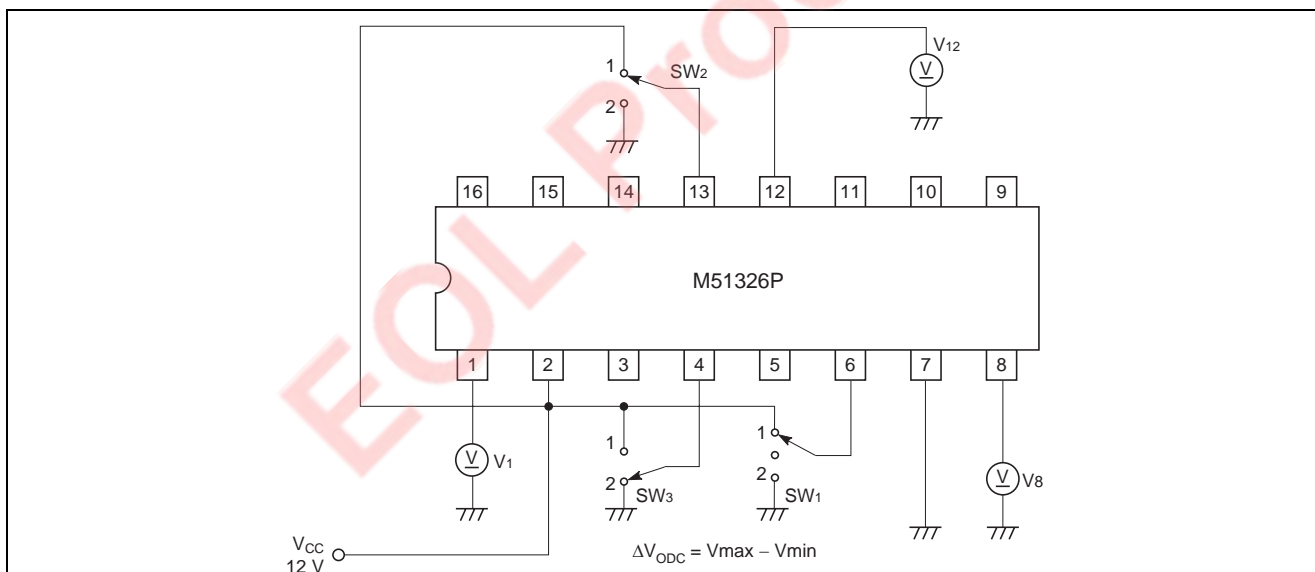 EOL Proc
V12
V
1
SW2
2
16 15 14 13 12 11 10 9
M51326P
1 2 3 4 5 6 7 8
V V1
1
2
SW3
1
2
SW1
V V8
VCC
12 V
ΔVODC = Vmax – Vmin